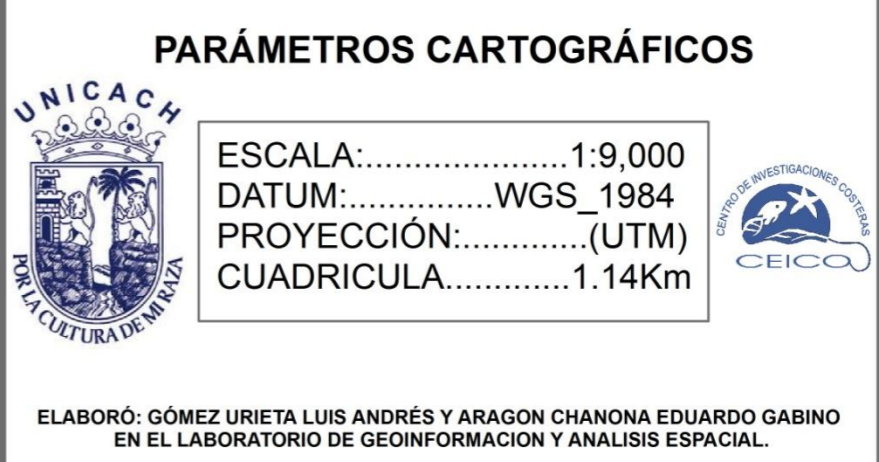 PARÁMETROS CARTOGRÁFICOS
UNICACH
POR LA CULTURA DE MI RAZA
ESCALA:.....................1:9,000
DATUM:...............WGS_1984
PROYECCIÓN:.............(UTM)
CUADRICULA.............1.14Km
CENTRO DE INVESTIGACIONES COSTERAS
CEICO
ELABORÓ: GÓMEZ URIETA LUIS ANDRÉS Y ARAGON CHANONA EDUARDO GABINO
EN EL LABORATORIO DE GEOINFORMACION Y ANALISIS ESPACIAL.